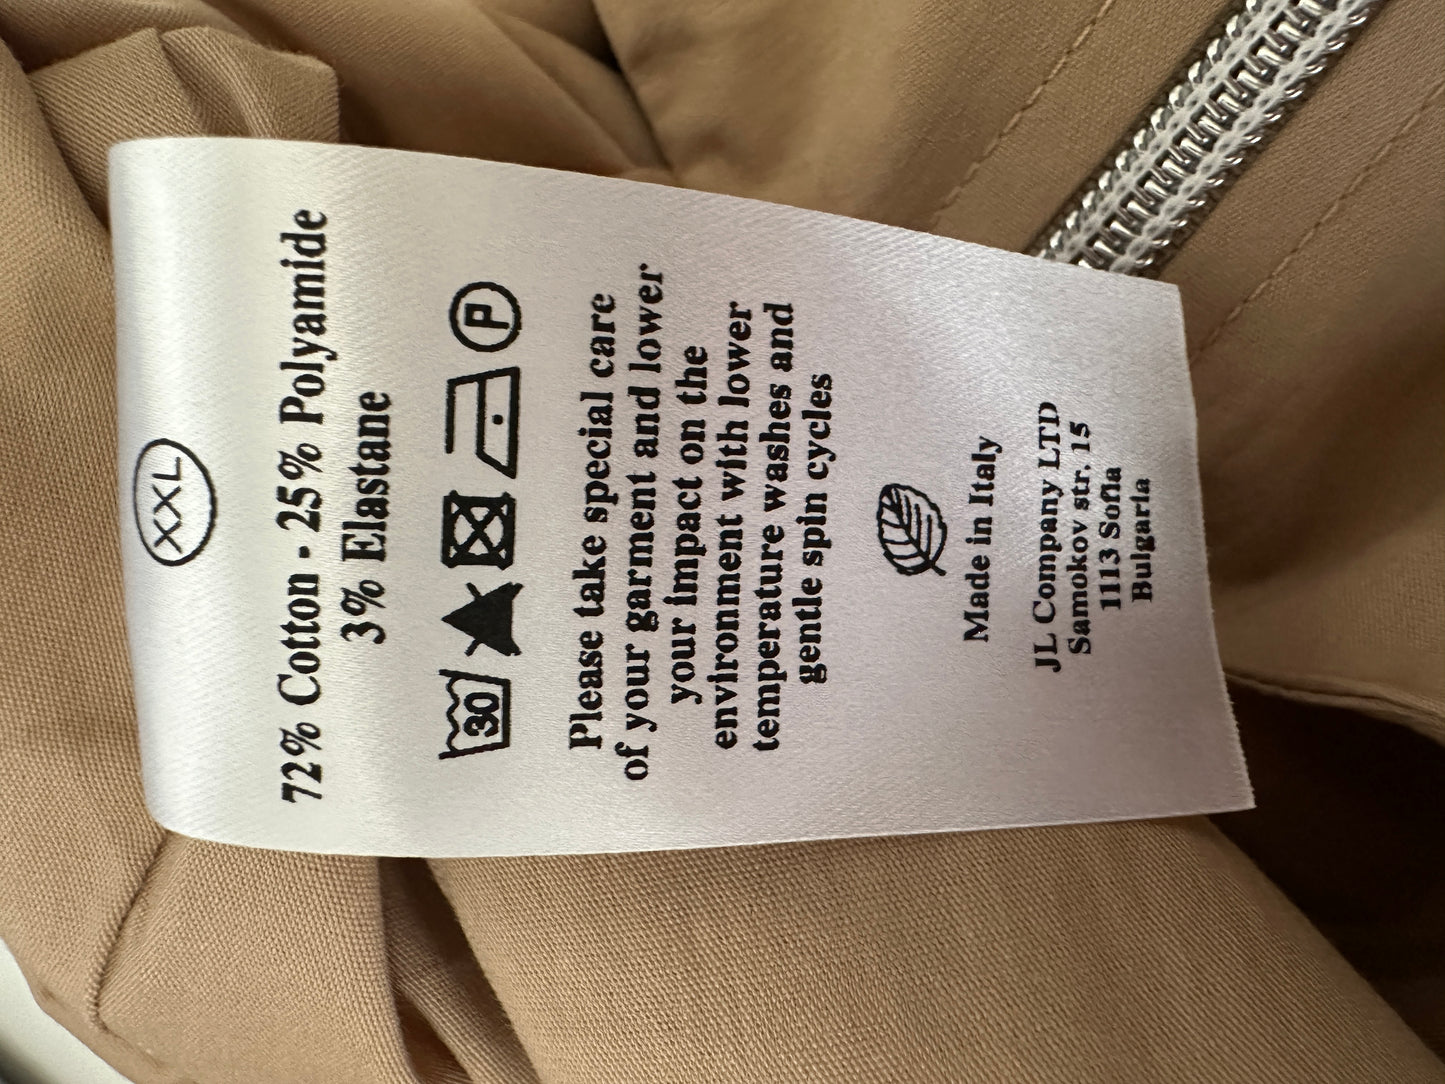 XXL
72% Cotton · 25% Polyamide
3% Elastane
30
P
Please take special care
of your garment and lower
your impact on the
environment with lower
temperature washes and
gentle spin cycles
Made in Italy
JL Company LTD
Samokov str. 15
1113 Sofia
Bulgaria